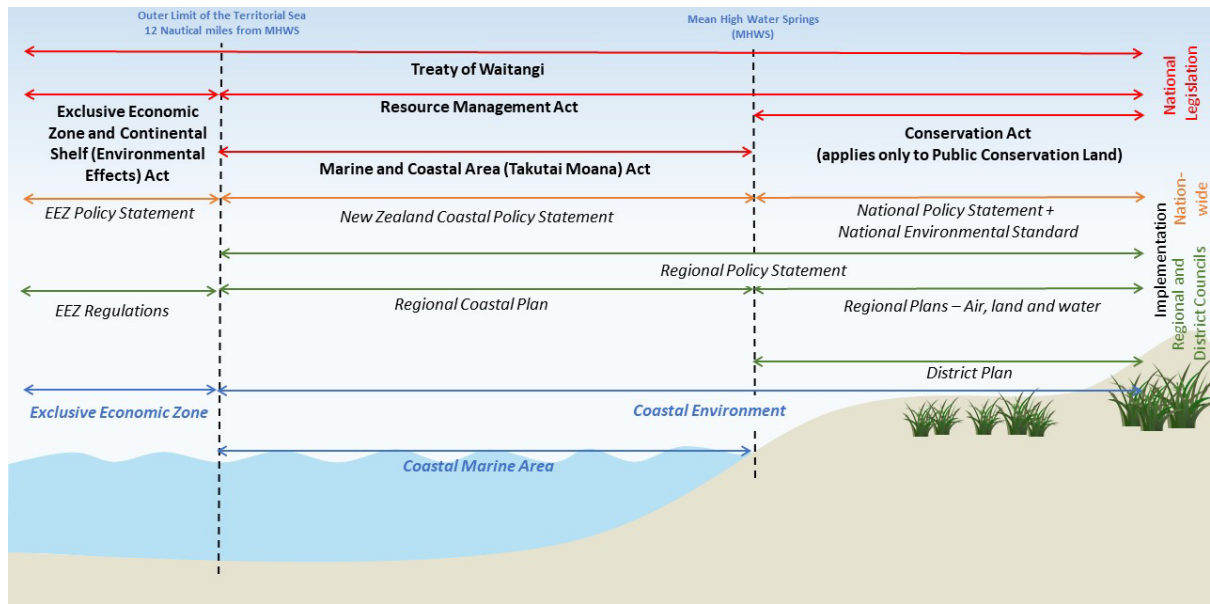 Outer Limit of the Territorial Sea
12 Nautical miles from MHWS
Mean High Water Springs
(MHWS)
Treaty of Waitangi
Resource Management Act
Exclusive Economic
Zone and Continental
Shelf (Environmental
Effects) Act
Conservation Act
(applies only to Public Conservation Land)
Marine and Coastal Area (Takutai Moana) Act
National
Legislation
EEZ Policy Statement
New Zealand Coastal Policy Statement
National Policy Statement +
National Environmental Standard
Nation-
wide
Regional Policy Statement
Implementation
EEZ Regulations
Regional Coastal Plan
Regional Plans – Air, land and water
Regional and
District Councils
District Plan
Exclusive Economic Zone
Coastal Environment
Coastal Marine Area